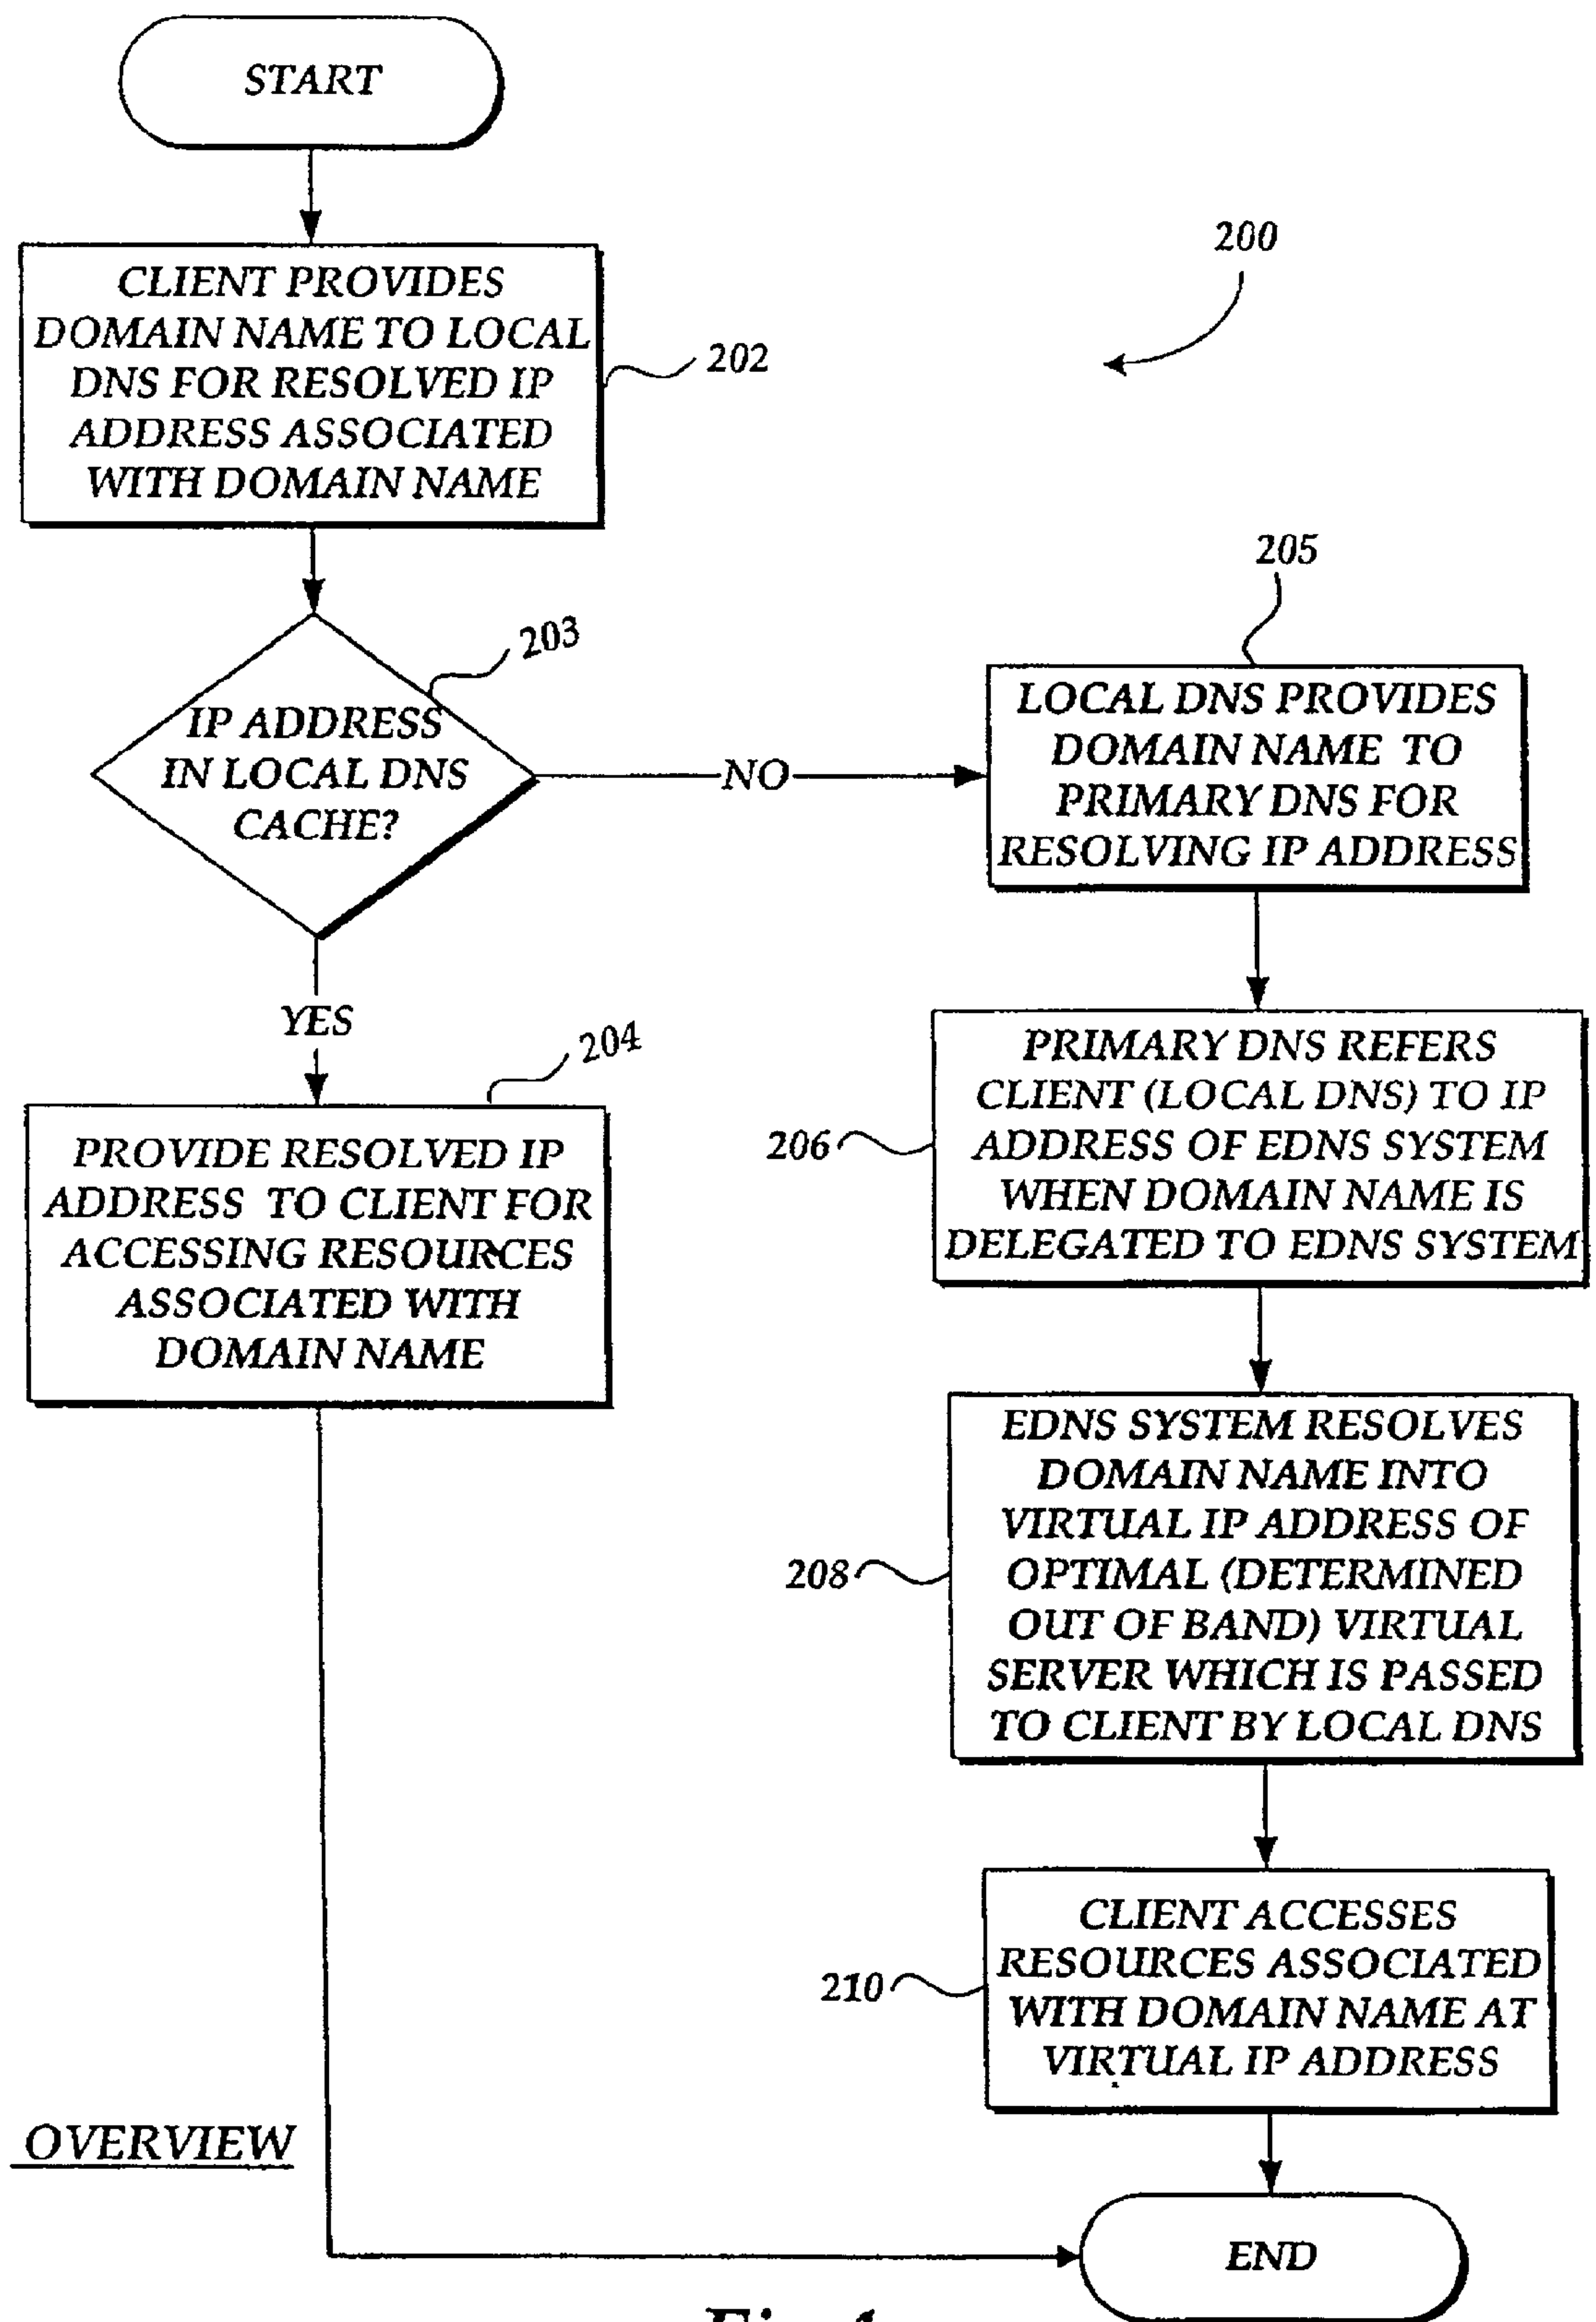 START
200
CLIENT PROVIDES
DOMAIN NAME TO LOCAL
DNS FOR RESOLVED IP
ADDRESS ASSOCIATED
WITH DOMAIN NAME
202
203
IP ADDRESS
IN LOCAL DNS
CACHE?
NO
YES
204
PROVIDE RESOLVED IP
ADDRESS TO CLIENT FOR
ACCESSING RESOURCES
ASSOCIATED WITH
DOMAIN NAME
205
LOCAL DNS PROVIDES
DOMAIN NAME TO
PRIMARY DNS FOR
RESOLVING IP ADDRESS
206
PRIMARY DNS REFERS
CLIENT (LOCAL DNS) TO IP
ADDRESS OF EDNS SYSTEM
WHEN DOMAIN NAME IS
DELEGATED TO EDNS SYSTEM
208
EDNS SYSTEM RESOLVES
DOMAIN NAME INTO
VIRTUAL IP ADDRESS OF
OPTIMAL (DETERMINED
OUT OF BAND) VIRTUAL
SERVER WHICH IS PASSED
TO CLIENT BY LOCAL DNS
210
CLIENT ACCESSES
RESOURCES ASSOCIATED
WITH DOMAIN NAME AT
VIRTUAL IP ADDRESS
OVERVIEW
END